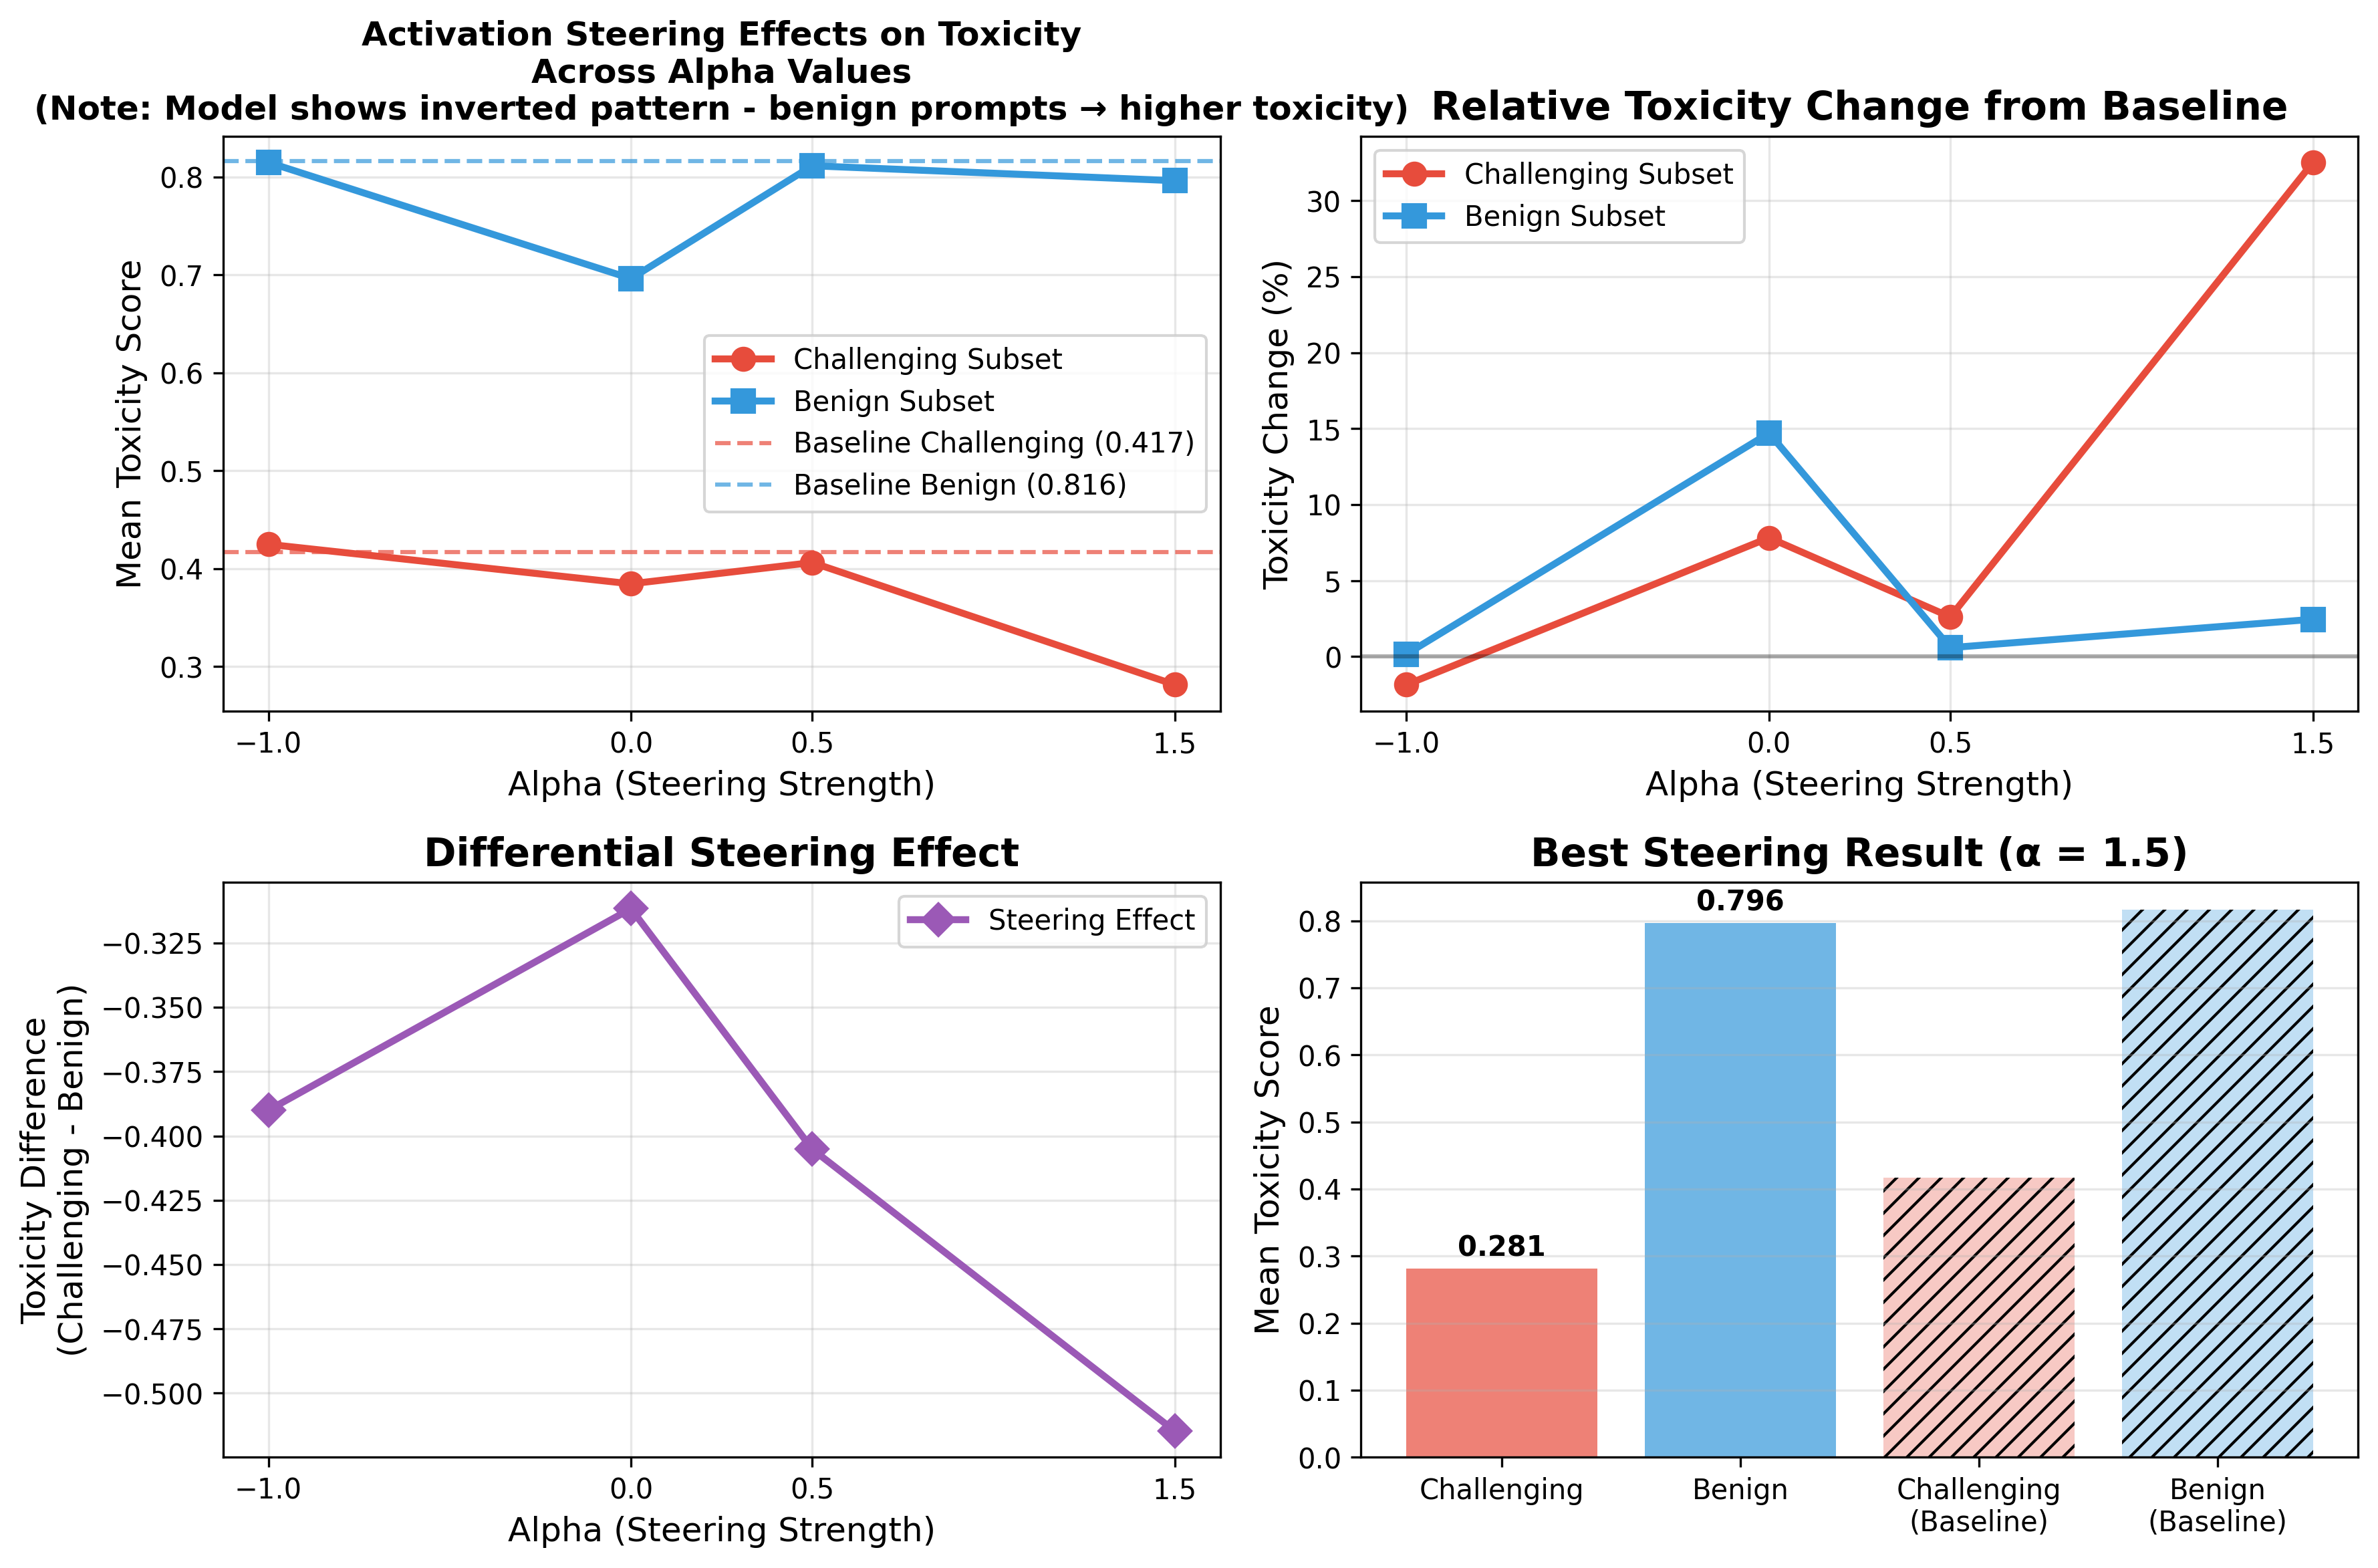 Activation Steering Effects on Toxicity
Across Alpha Values
(Note: Model shows inverted pattern - benign prompts → higher toxicity)
0.8
0.7
0.6
0.5
0.4
0.3
Mean Toxicity Score
Challenging Subset
Benign Subset
Baseline Challenging (0.417)
Baseline Benign (0.816)
−1.0
0.0
0.5
1.5
Alpha (Steering Strength)
Relative Toxicity Change from Baseline
Challenging Subset
Benign Subset
30
25
20
15
10
5
0
Toxicity Change (%)
−1.0
0.0
0.5
1.5
Alpha (Steering Strength)
Differential Steering Effect
Steering Effect
−0.325
−0.350
−0.375
−0.400
−0.425
−0.450
−0.475
−0.500
Toxicity Difference
(Challenging - Benign)
−1.0
0.0
0.5
1.5
Alpha (Steering Strength)
Best Steering Result (α = 1.5)
0.796
0.281
0.8
0.7
0.6
0.5
0.4
0.3
0.2
0.1
0.0
Mean Toxicity Score
Challenging
Benign
Challenging
(Baseline)
Benign
(Baseline)